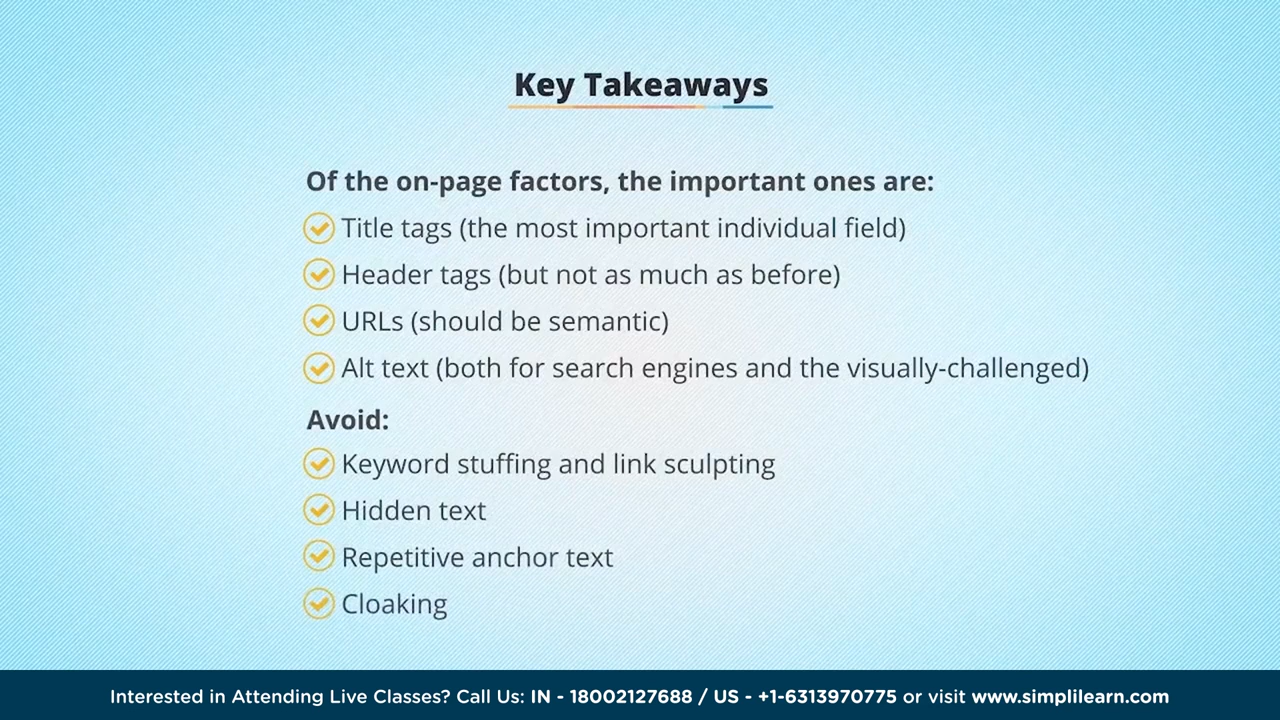 Key Takeaways
Of the on-page factors, the important ones are:
Title tags (the most important individual field)
Header tags (but not as much as before)
URLs (should be semantic)
Alt text (both for search engines and the visually-challenged)
Avoid:
Keyword stuffing and link sculpting
Hidden text
Repetitive anchor text
Cloaking
Interested in Attending Live Classes? Call Us: IN - 18002127688 / US - +1-6313970775 or visit www.simplilearn.com